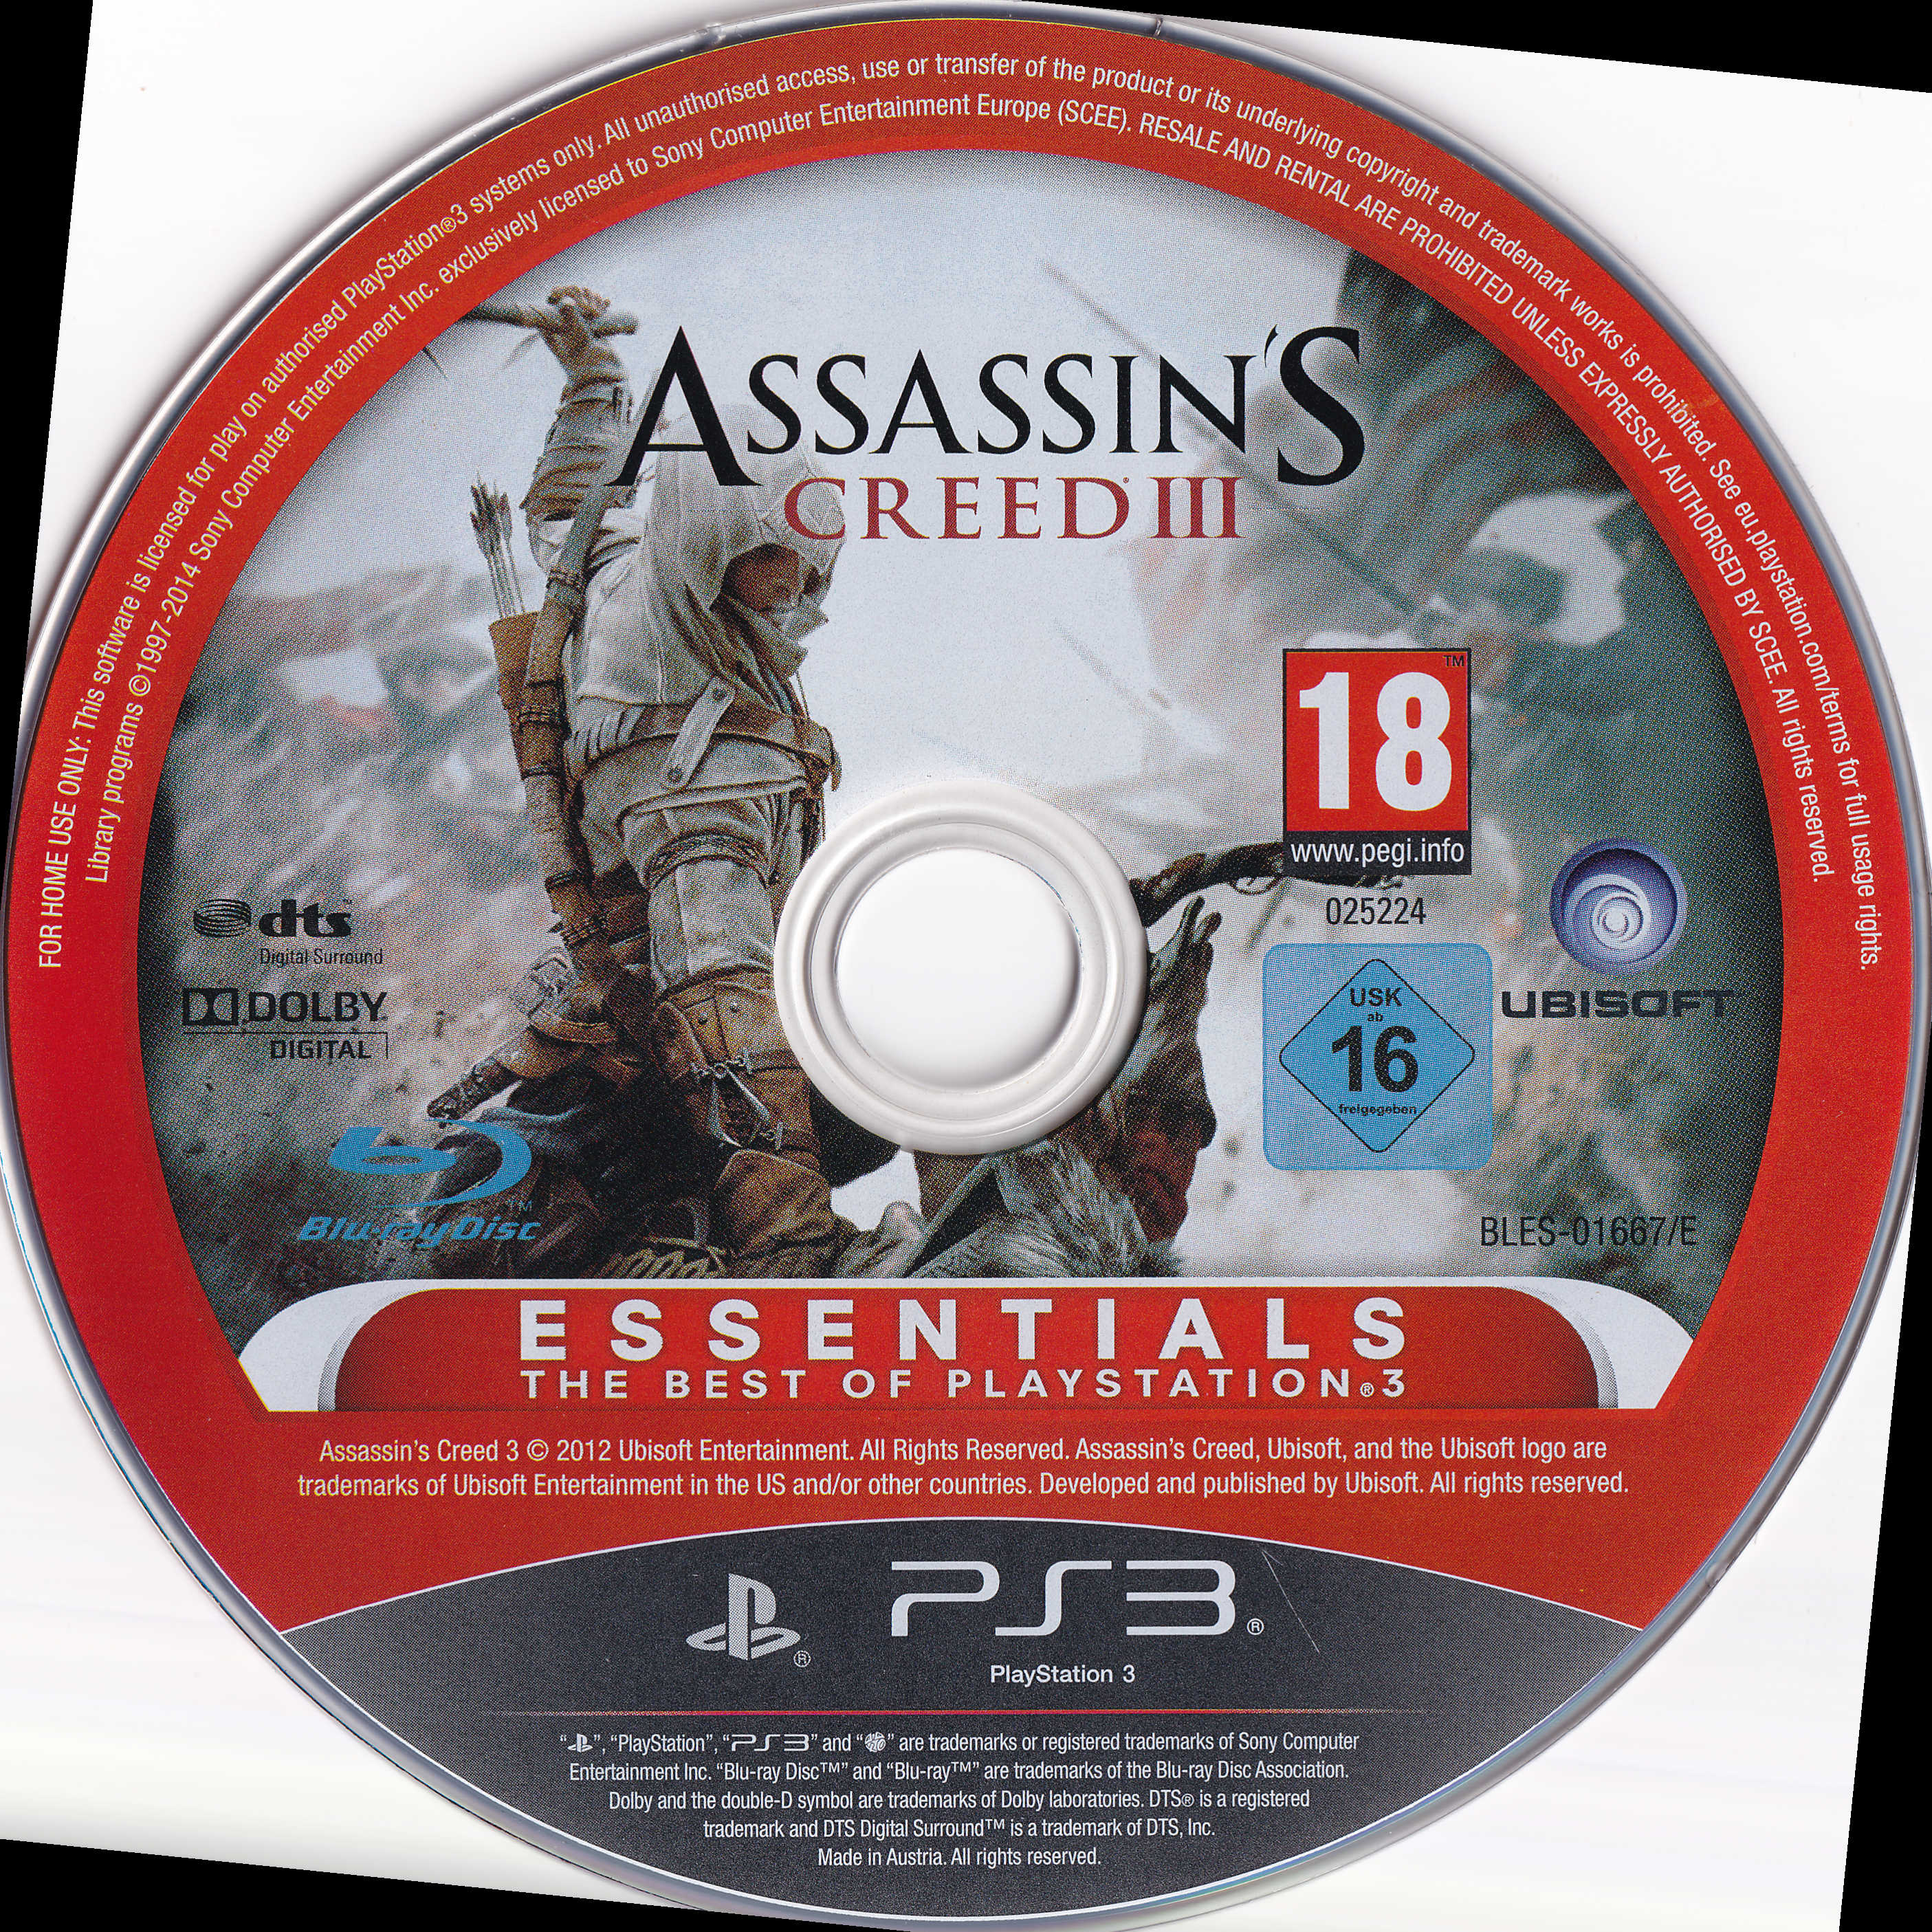 FOR HOME USE ONLY: This software is licensed for play on authorised PlayStation®3 systems only. All unauthorised access, use or transfer of the product or its underlying copyright and trademark works is prohibited. See eu.playstation.com/terms for full usage rights.
Library programs ©1997-2014 Sony Computer Entertainment Inc. exclusively licensed to Sony Computer Entertainment Europe (SCEE). RESALE AND RENTAL ARE PROHIBITED UNLESS EXPRESSLY AUTHORISED BY SCEE. All rights reserved.
ASSASSIN'S
CREED® III
18™
www.pegi.info
025224
dts™
Digital Surround
DOLBY®
DIGITAL
USK
ab
16
freigegeben
UBISOFT
Blu-ray Disc™
BLES-01667/E
ESSENTIALS
THE BEST OF PLAYSTATION®3
Assassin's Creed 3 © 2012 Ubisoft Entertainment. All Rights Reserved. Assassin's Creed, Ubisoft, and the Ubisoft logo are
trademarks of Ubisoft Entertainment in the US and/or other countries. Developed and published by Ubisoft. All rights reserved.
PS3®
®
PlayStation 3
“”, “PlayStation”, “PS3” and “” are trademarks or registered trademarks of Sony Computer
Entertainment Inc. “Blu-ray Disc™” and “Blu-ray™” are trademarks of the Blu-ray Disc Association.
Dolby and the double-D symbol are trademarks of Dolby laboratories. DTS® is a registered
trademark and DTS Digital Surround™ is a trademark of DTS, Inc.
Made in Austria. All rights reserved.